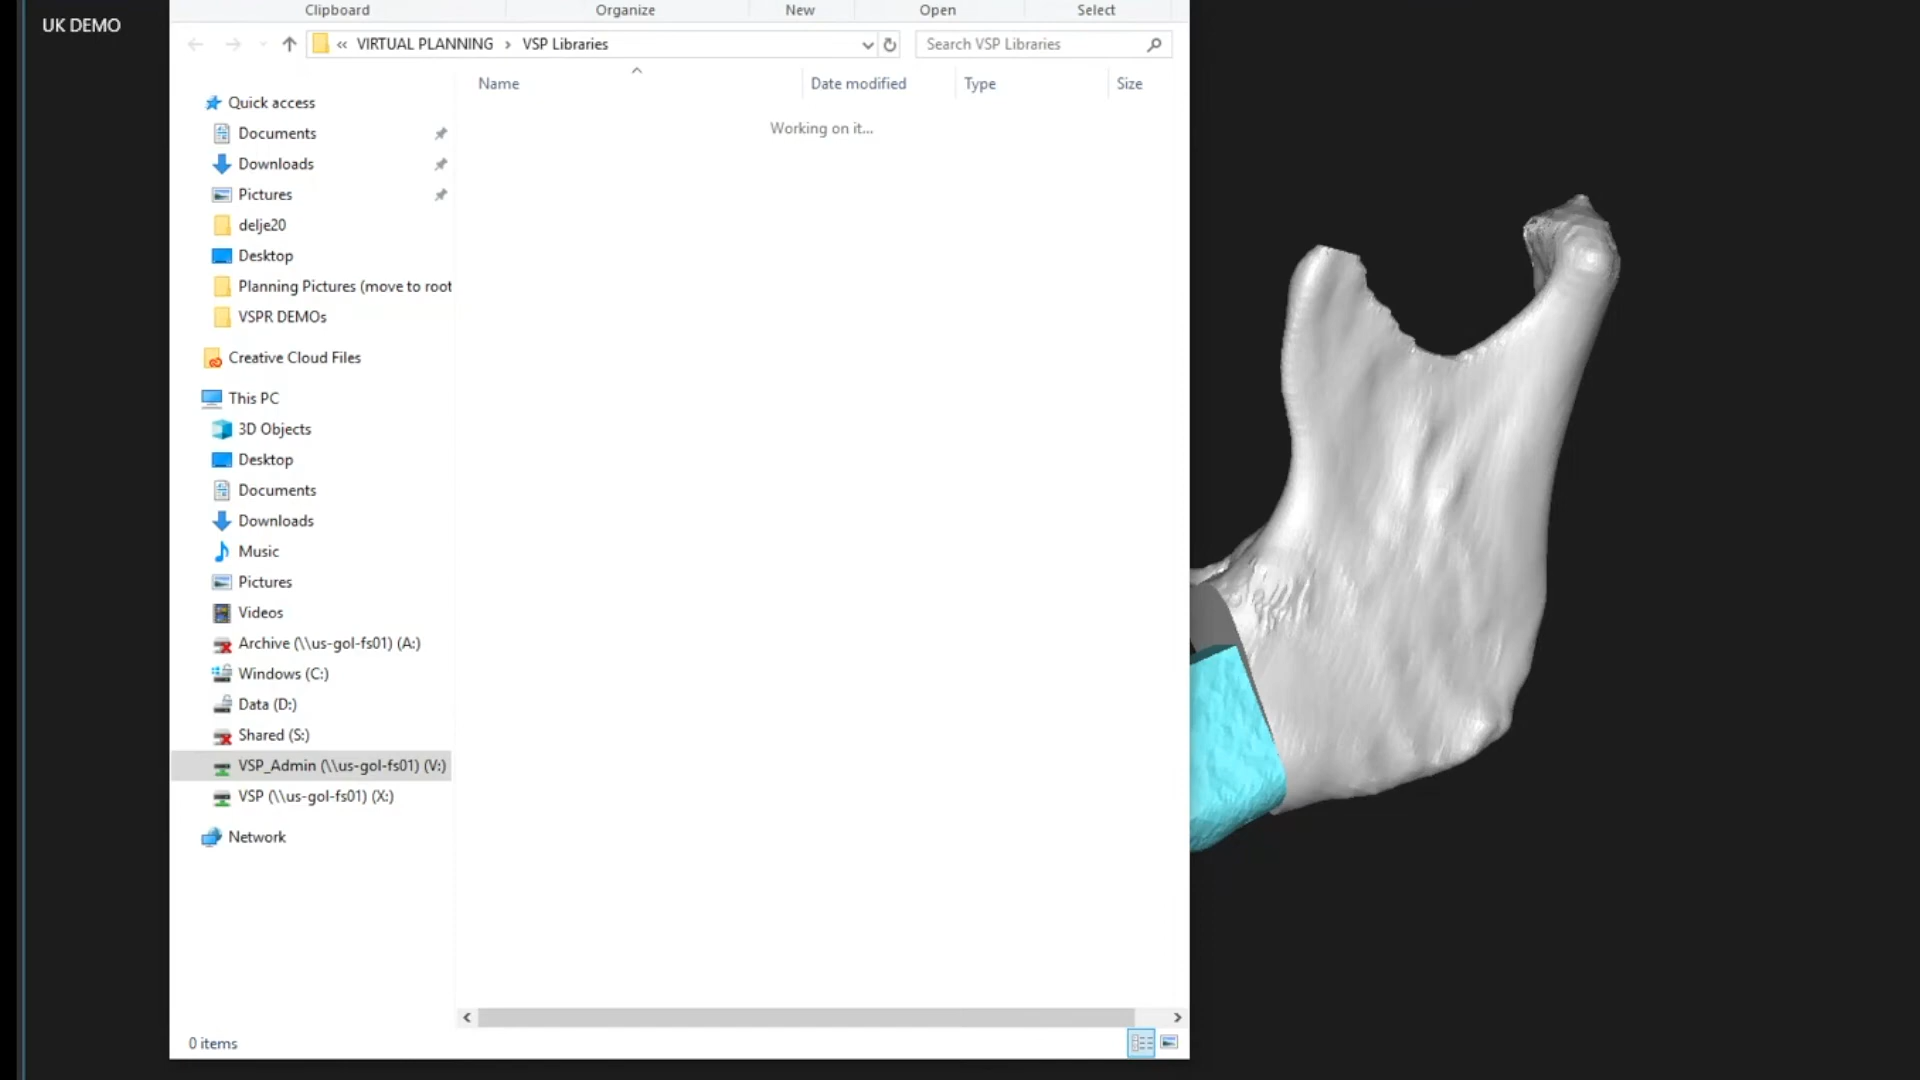 UK DEMO
Clipboard
Organize
New
Open
Select
« VIRTUAL PLANNING › VSP Libraries
Search VSP Libraries
Name
Date modified
Type
Size
Working on it...
Quick access
Documents
Downloads
Pictures
delje20
Desktop
Planning Pictures (move to root
VSPR DEMOs
Creative Cloud Files
This PC
3D Objects
Desktop
Documents
Downloads
Music
Pictures
Videos
Archive (\\us-gol-fs01) (A:)
Windows (C:)
Data (D:)
Shared (S:)
VSP_Admin (\\us-gol-fs01) (V:)
VSP (\\us-gol-fs01) (X:)
Network
0 items